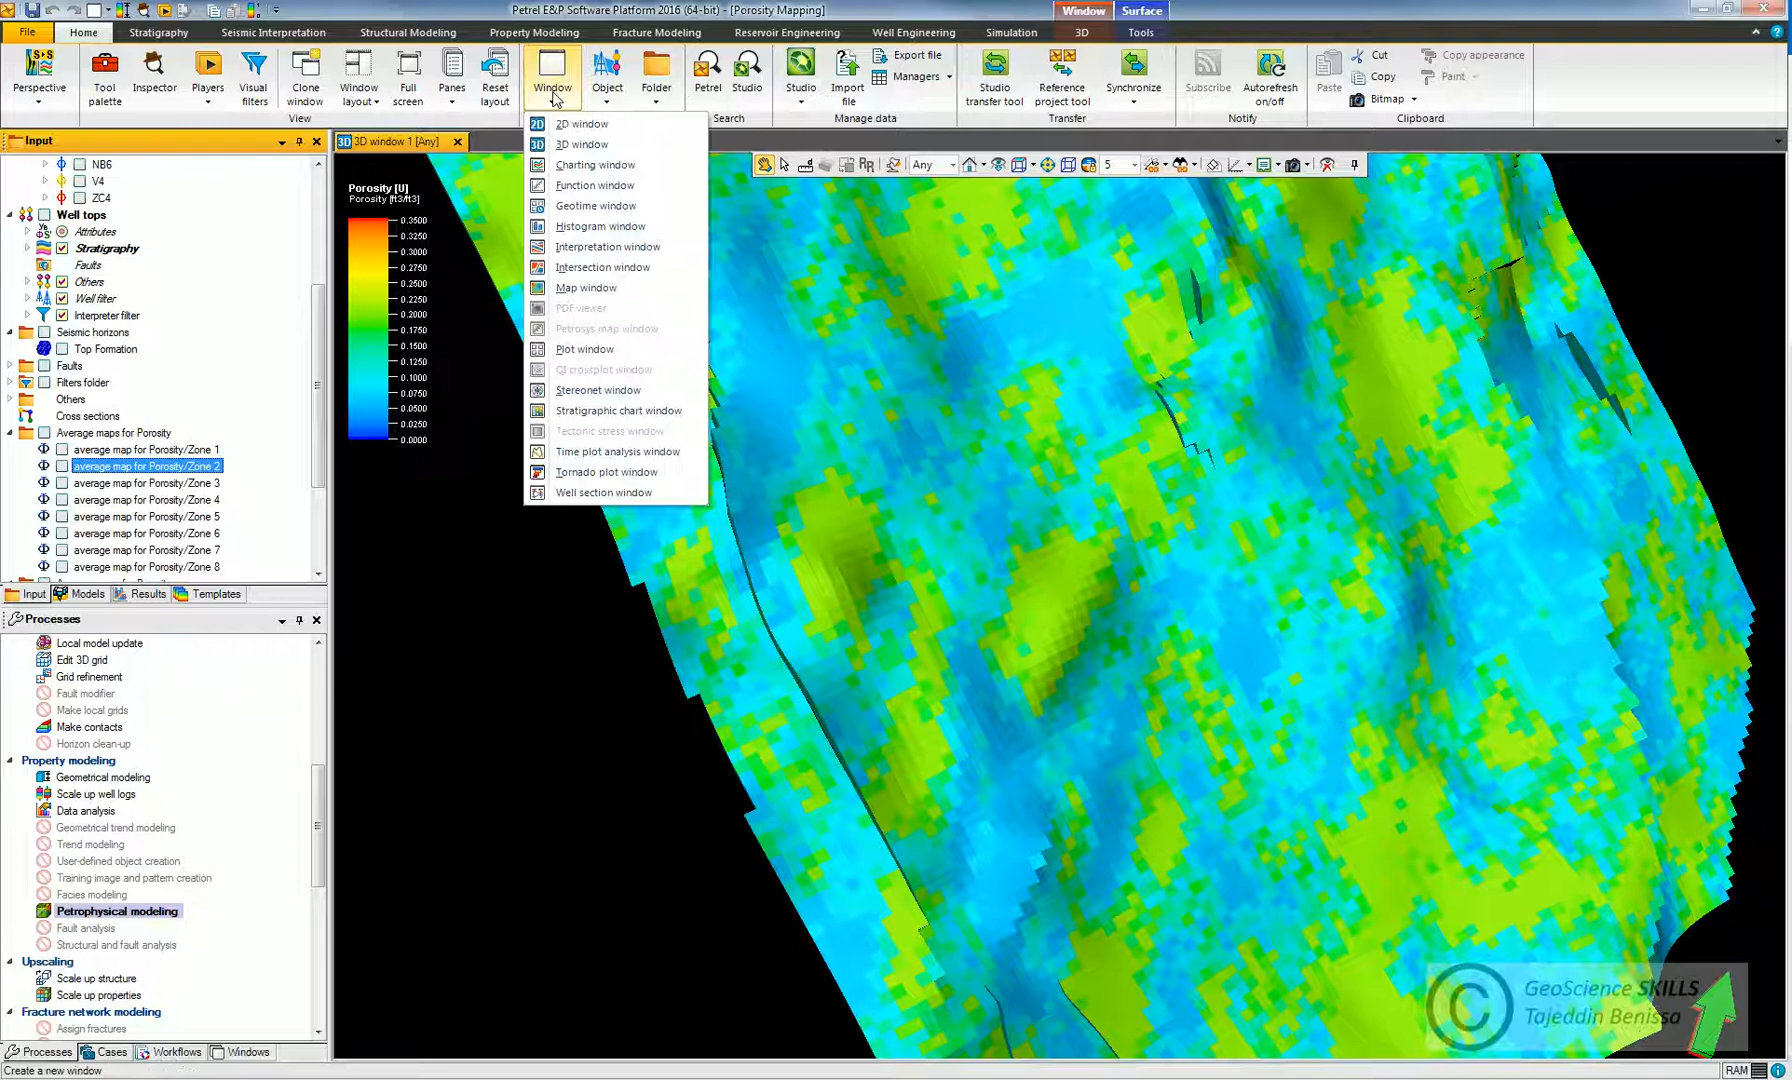 Petrel E&P Software Platform 2016 (64-bit) - [Porosity Mapping]
Window
Surface
File
Home
Stratigraphy
Seismic Interpretation
Structural Modeling
Property Modeling
Fracture Modeling
Reservoir Engineering
Well Engineering
Simulation
3D
Tools
Perspective
Tool palette
Inspector
Players
Visual filters
Clone window
Window layout
Full screen
Panes
Reset layout
Window
Object
Folder
Petrel
Studio
Studio
Import file
Export file
Managers
Studio transfer tool
Reference project tool
Synchronize
Subscribe
Autorefresh on/off
Paste
Cut
Copy
Bitmap
Copy appearance
Paint
View
Search
Manage data
Transfer
Notify
Clipboard
Input
NB6
V4
ZC4
Well tops
Attributes
Stratigraphy
Faults
Others
Well filter
Interpreter filter
Seismic horizons
Top Formation
Faults
Filters folder
Others
Cross sections
Average maps for Porosity
average map for Porosity/Zone 1
average map for Porosity/Zone 2
average map for Porosity/Zone 3
average map for Porosity/Zone 4
average map for Porosity/Zone 5
average map for Porosity/Zone 6
average map for Porosity/Zone 7
average map for Porosity/Zone 8
Input
Models
Results
Templates
Processes
Local model update
Edit 3D grid
Grid refinement
Fault modifier
Make local grids
Make contacts
Horizon clean-up
Property modeling
Geometrical modeling
Scale up well logs
Data analysis
Geometrical trend modeling
Trend modeling
User-defined object creation
Training image and pattern creation
Facies modeling
Petrophysical modeling
Fault analysis
Structural and fault analysis
Upscaling
Scale up structure
Scale up properties
Fracture network modeling
Assign fractures
Processes
Cases
Workflows
Windows
Create a new window
3D 3D window 1 [Any]
Porosity [U]
Porosity [ft3/ft3]
0.3500
0.3250
0.3000
0.2750
0.2500
0.2250
0.2000
0.1750
0.1500
0.1250
0.1000
0.0750
0.0500
0.0250
0.0000
2D 2D window
3D 3D window
Charting window
Function window
Geotime window
Histogram window
Interpretation window
Intersection window
Map window
PDF viewer
Petrosys map window
Plot window
QI crossplot window
Stereonet window
Stratigraphic chart window
Tectonic stress window
Time plot analysis window
Tornado plot window
Well section window
Any
5
© GeoScience SKILLS
Tajeddin Benissa
RAM